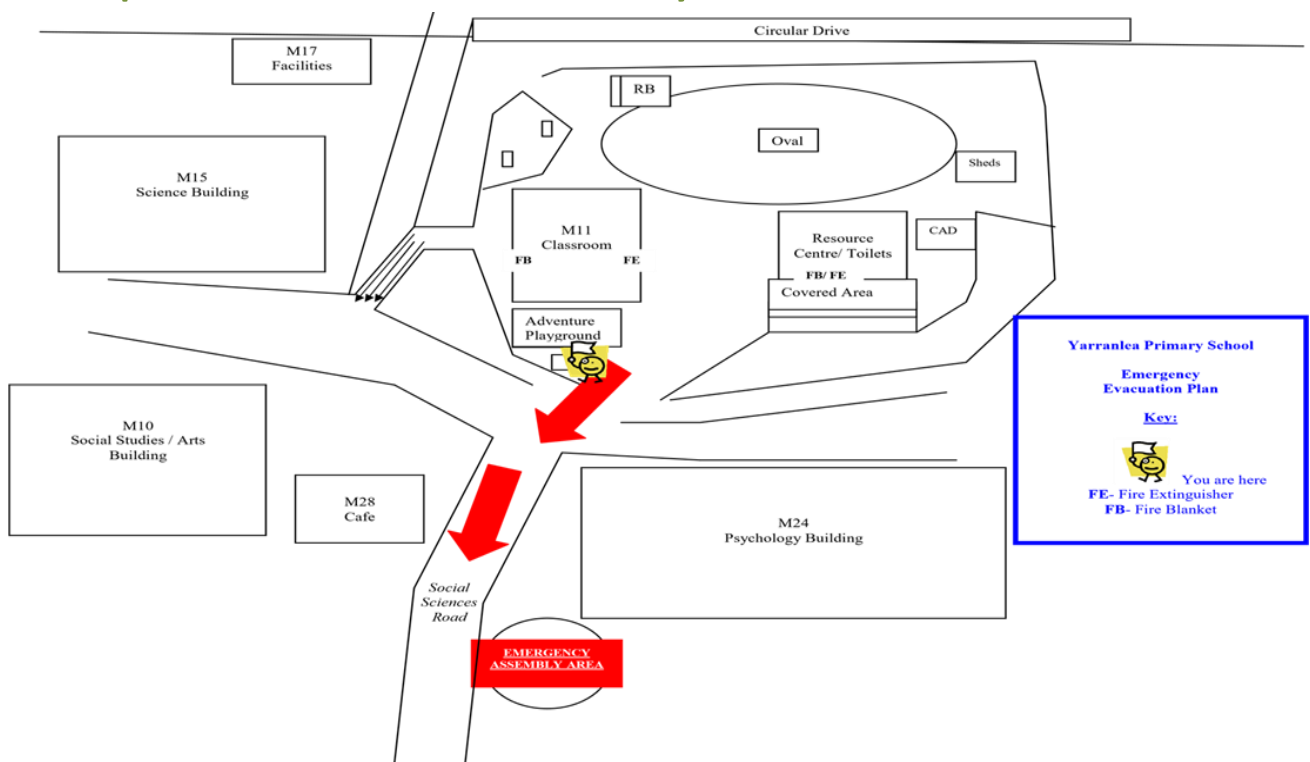 Circular Drive
M17
Facilities
RB
Oval
Sheds
M15
Science Building
M11
Classroom
FB
FE
Resource
Centre/ Toilets
FB/ FE
CAD
Covered Area
Adventure
Playground
Yarranlea Primary School
Emergency
Evacuation Plan
Key:
You are here
FE- Fire Extinguisher
FB- Fire Blanket
M10
Social Studies / Arts
Building
M28
Cafe
M24
Psychology Building
Social
Sciences
Road
EMERGENCY
ASSEMBLY AREA